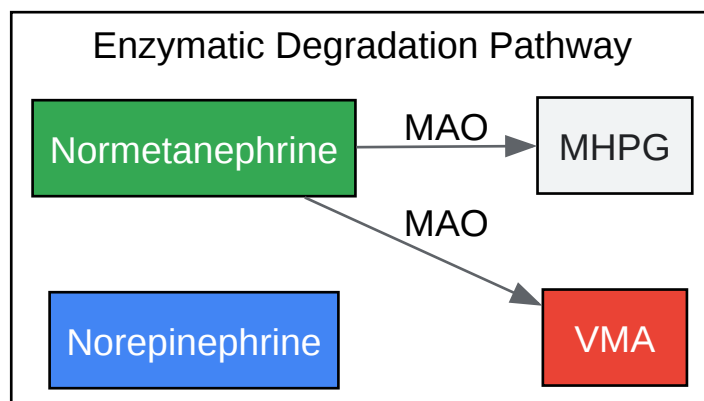 Enzymatic Degradation Pathway
Normetanephrine
MAO
MHPG
MAO
Norepinephrine
VMA